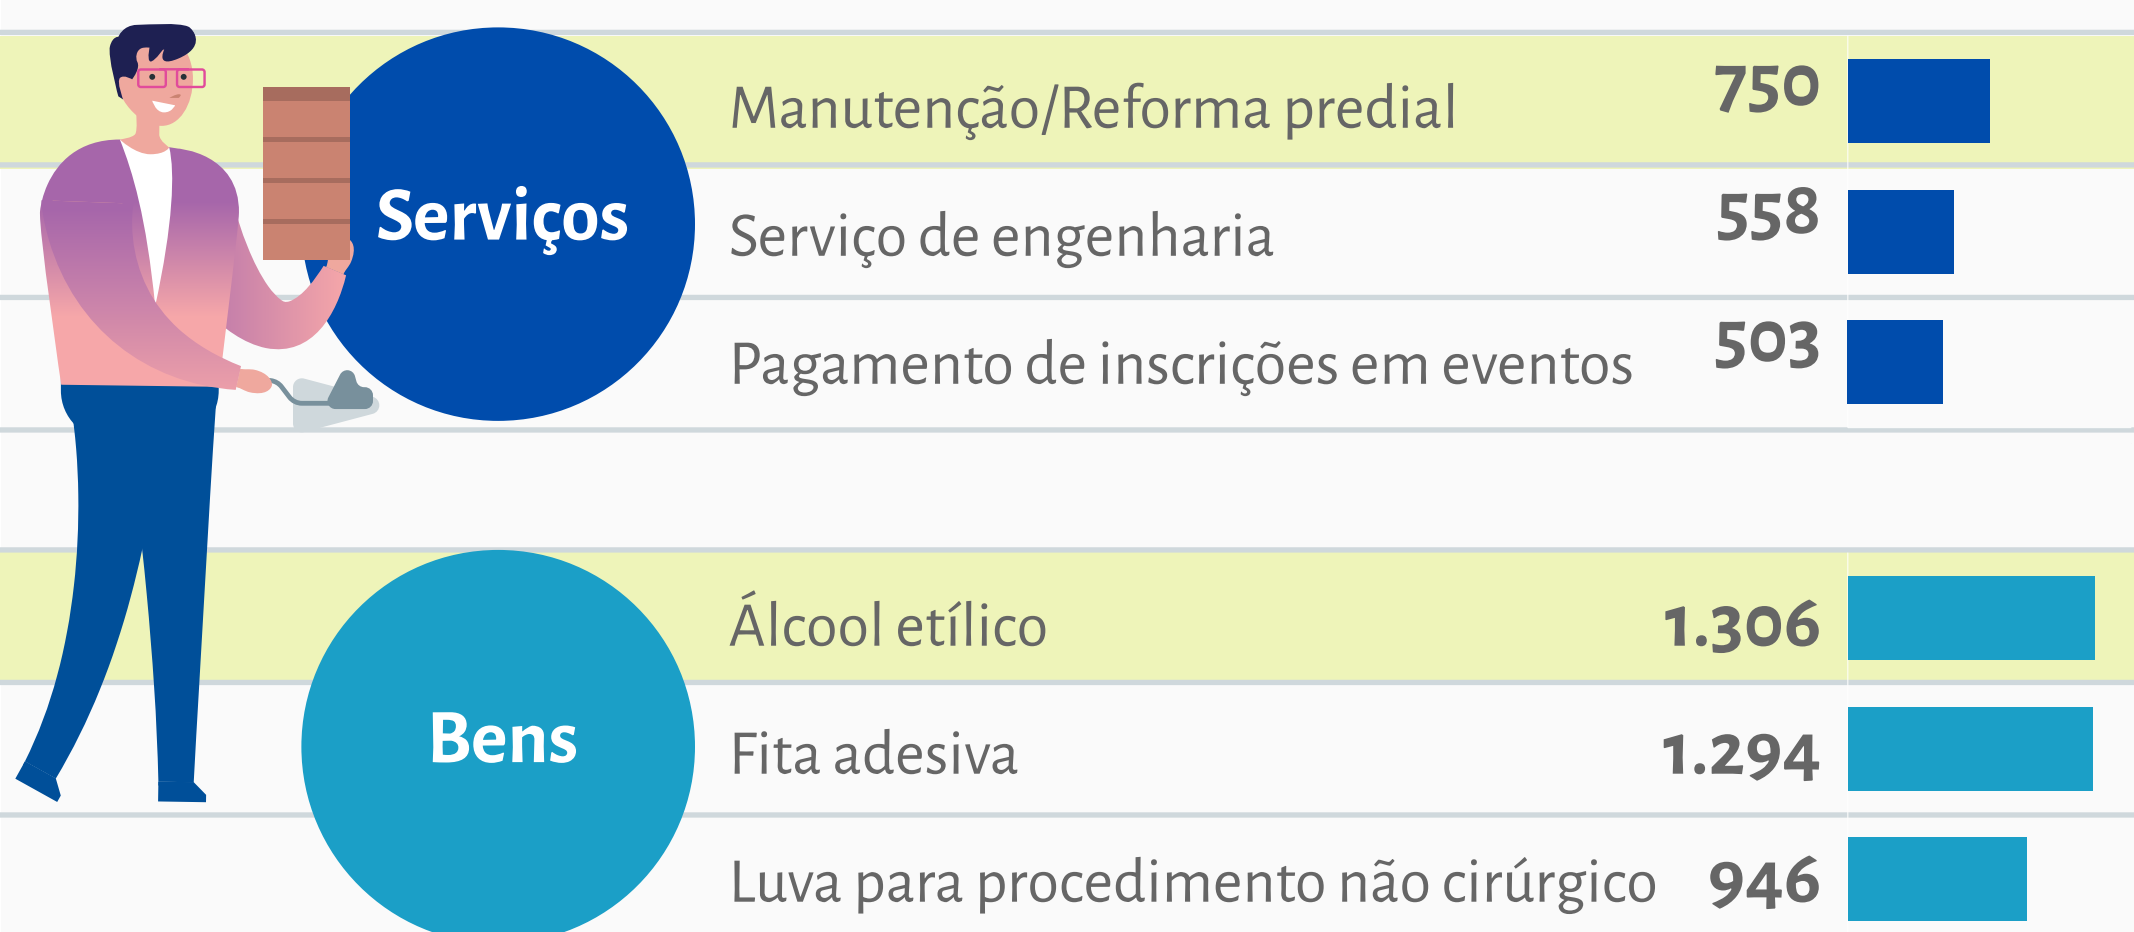 Serviços
Manutenção/Reforma predial 750
Serviço de engenharia 558
Pagamento de inscrições em eventos 503
Bens
Álcool etílico 1.306
Fita adesiva 1.294
Luva para procedimento não cirúrgico 946